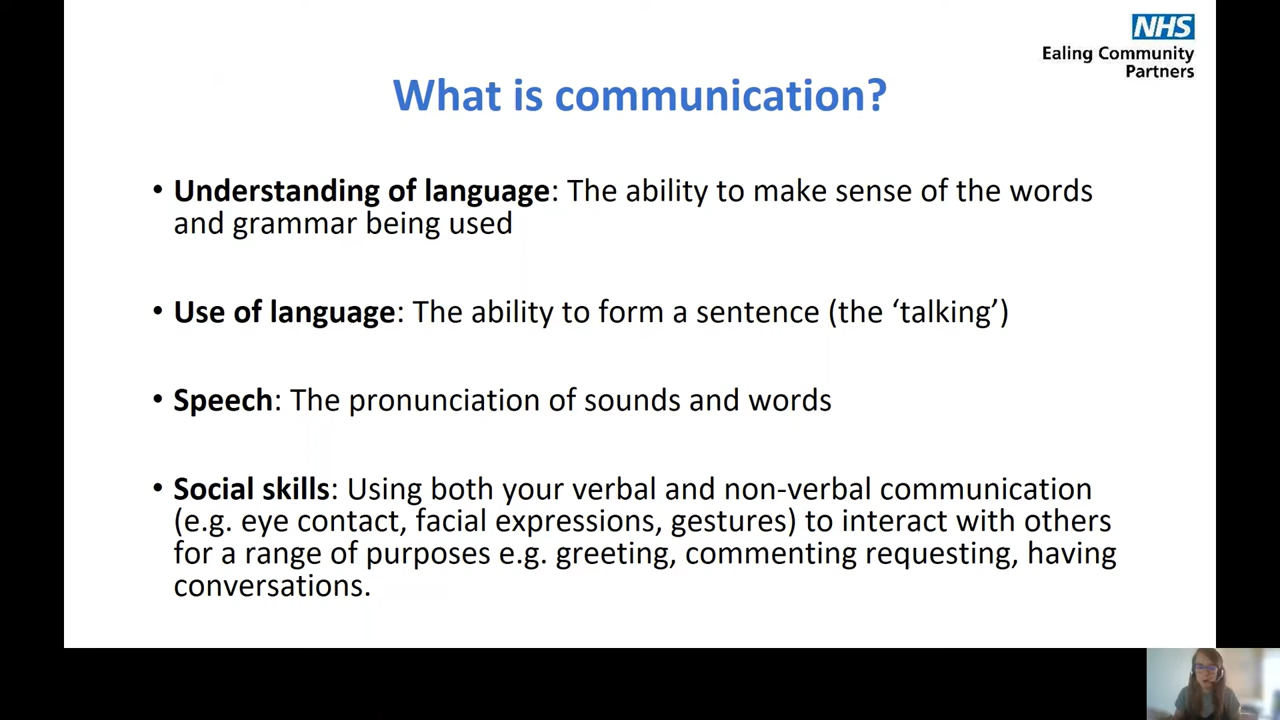 NHS
Ealing Community
Partners
What is communication?
• Understanding of language: The ability to make sense of the words
and grammar being used
• Use of language: The ability to form a sentence (the ‘talking’)
• Speech: The pronunciation of sounds and words
• Social skills: Using both your verbal and non-verbal communication
(e.g. eye contact, facial expressions, gestures) to interact with others
for a range of purposes e.g. greeting, commenting requesting, having
conversations.